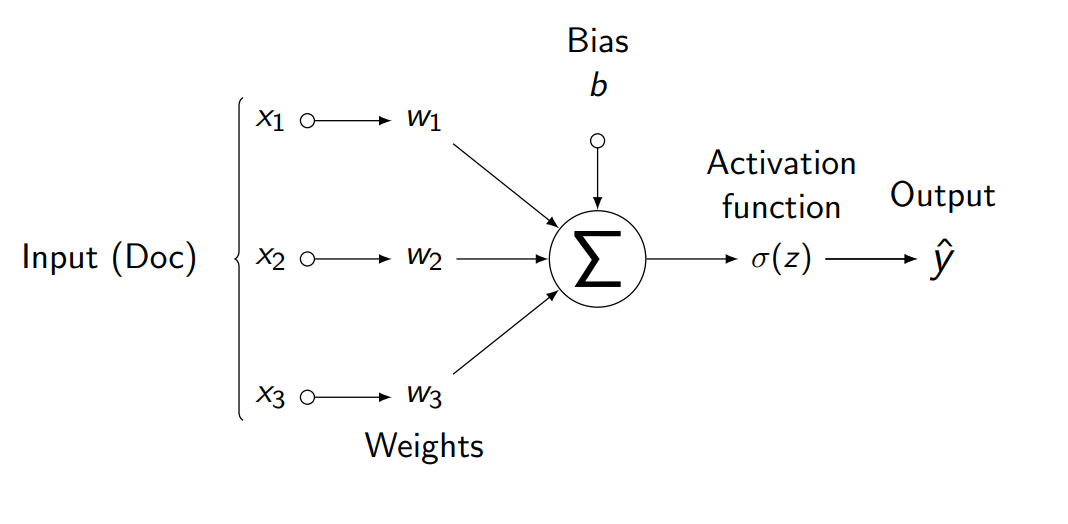 Bias
b
x₁ w₁
Activation
function
Output
Input (Doc) x₂ w₂ Σ σ(z) ŷ
x₃ w₃
Weights